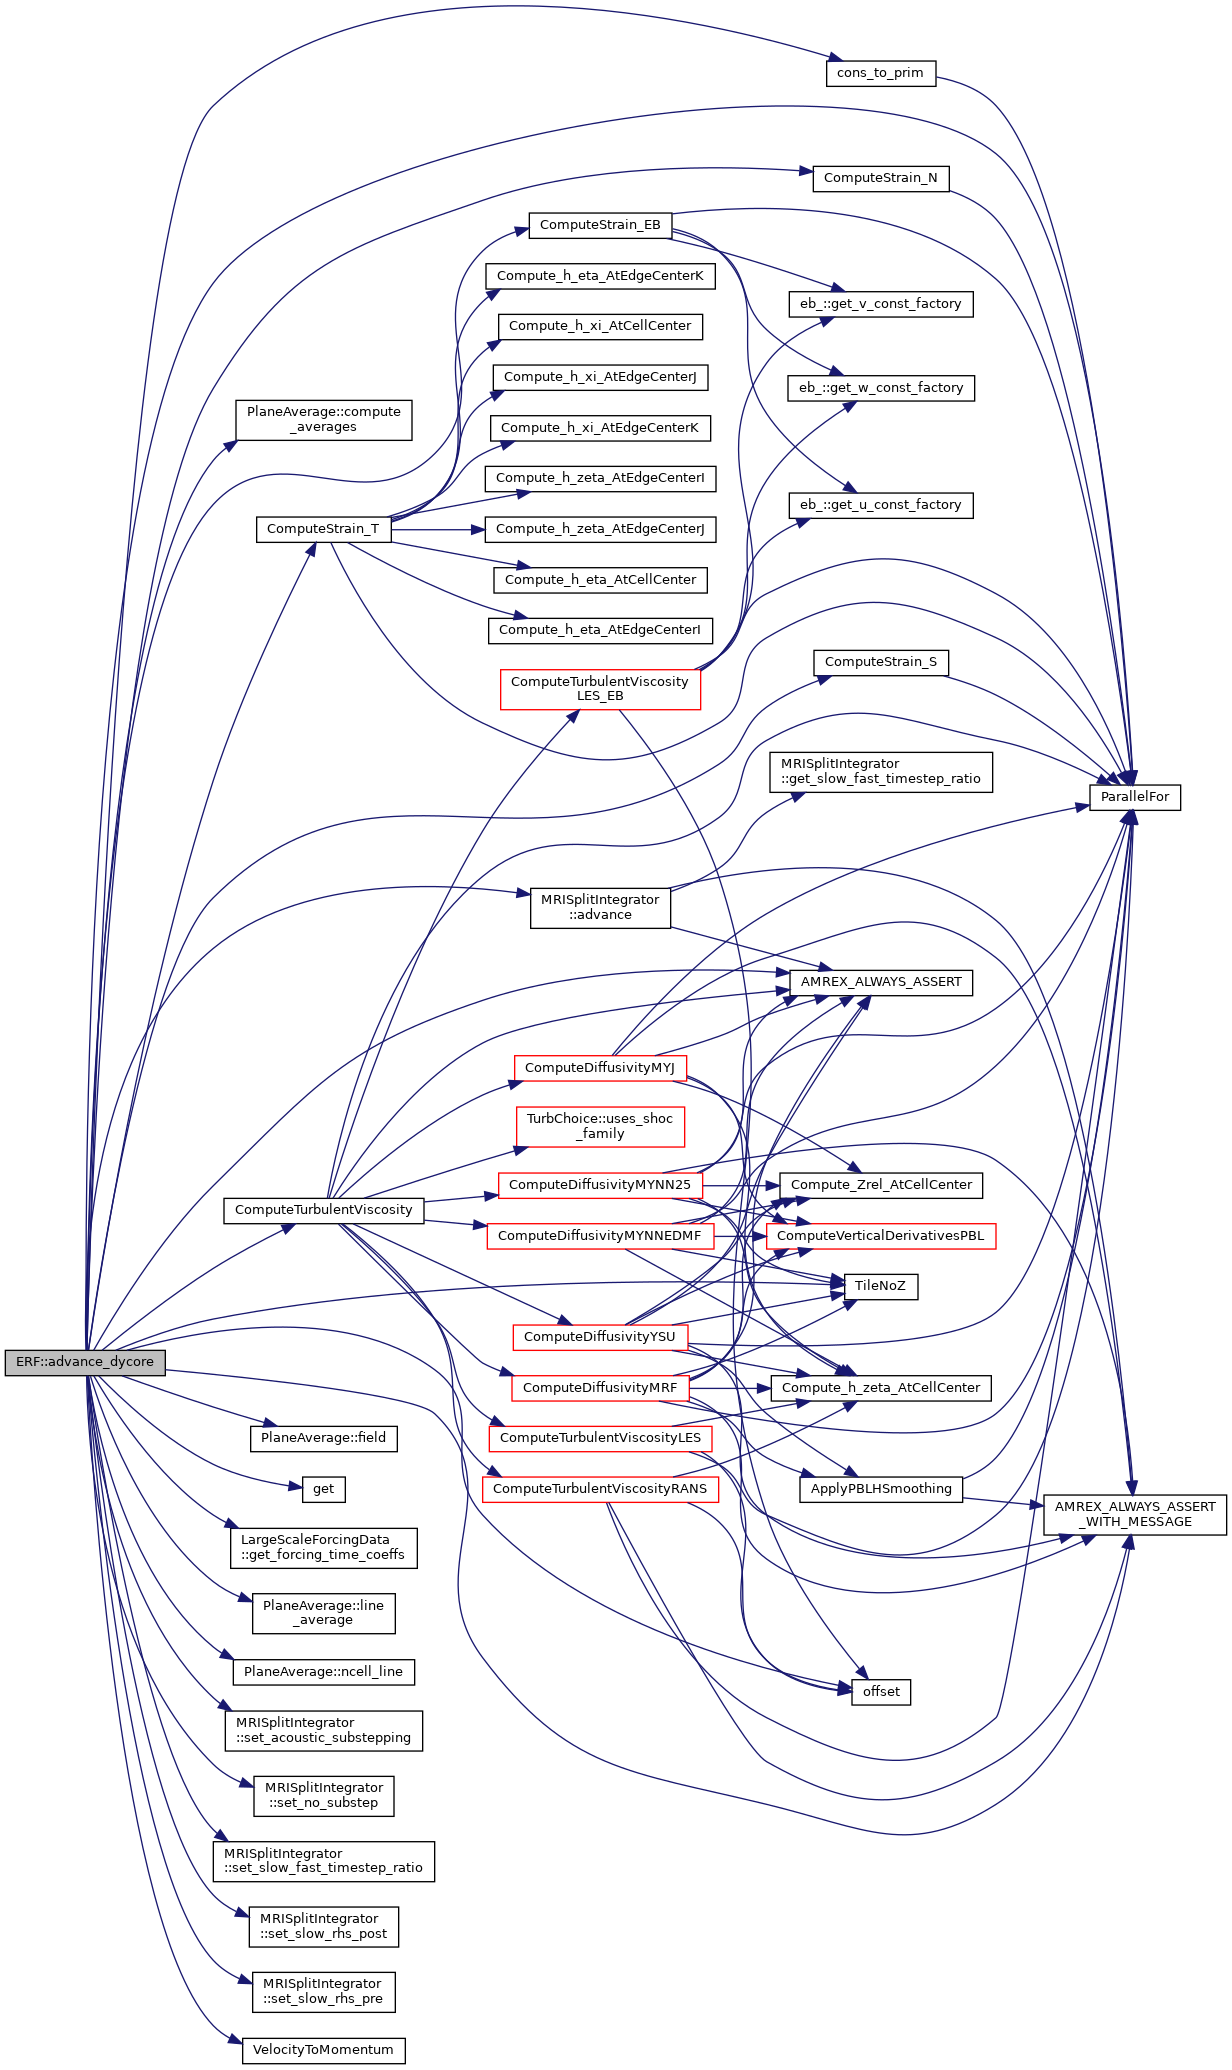 cons_to_prim
ComputeStrain_N
ComputeStrain_EB
Compute_h_eta_AtEdgeCenterK
eb_::get_v_const_factory
Compute_h_xi_AtCellCenter
Compute_h_xi_AtEdgeCenterJ
eb_::get_w_const_factory
PlaneAverage::compute
_averages
Compute_h_xi_AtEdgeCenterK
Compute_h_zeta_AtEdgeCenterI
eb_::get_u_const_factory
ComputeStrain_T
Compute_h_zeta_AtEdgeCenterJ
Compute_h_eta_AtCellCenter
Compute_h_eta_AtEdgeCenterI
ComputeStrain_S
ComputeTurbulentViscosity
LES_EB
MRISplitIntegrator
::get_slow_fast_timestep_ratio
ParallelFor
MRISplitIntegrator
::advance
AMREX_ALWAYS_ASSERT
ComputeDiffusivityMYJ
TurbChoice::uses_shoc
_family
ComputeDiffusivityMYNN25
Compute_Zrel_AtCellCenter
ComputeTurbulentViscosity
ComputeDiffusivityMYNNEDMF
ComputeVerticalDerivativesPBL
TileNoZ
ComputeDiffusivityYSU
ERF::advance_dycore
ComputeDiffusivityMRF
Compute_h_zeta_AtCellCenter
PlaneAverage::field
ComputeTurbulentViscosityLES
get
ComputeTurbulentViscosityRANS
ApplyPBLHSmoothing
AMREX_ALWAYS_ASSERT
_WITH_MESSAGE
LargeScaleForcingData
::get_forcing_time_coeffs
PlaneAverage::line
_average
PlaneAverage::ncell_line
offset
MRISplitIntegrator
::set_acoustic_substepping
MRISplitIntegrator
::set_no_substep
MRISplitIntegrator
::set_slow_fast_timestep_ratio
MRISplitIntegrator
::set_slow_rhs_post
MRISplitIntegrator
::set_slow_rhs_pre
VelocityToMomentum